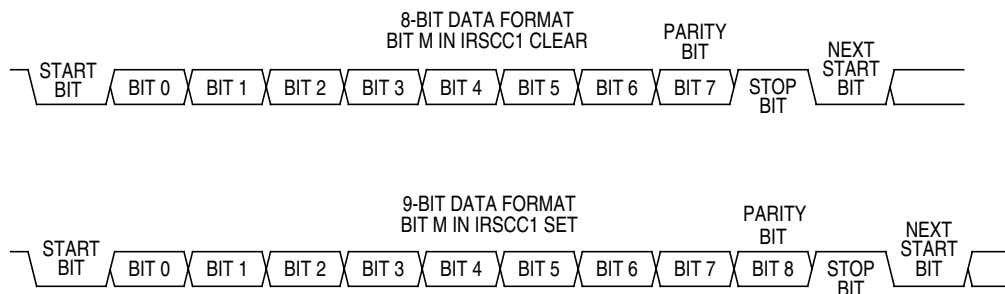 8-BIT DATA FORMAT
BIT M IN IRSCC1 CLEAR
PARITY
BIT
START
BIT
BIT 0
BIT 1
BIT 2
BIT 3
BIT 4
BIT 5
BIT 6
BIT 7
STOP
BIT
NEXT
START
BIT
9-BIT DATA FORMAT
BIT M IN IRSCC1 SET
PARITY
BIT
START
BIT
BIT 0
BIT 1
BIT 2
BIT 3
BIT 4
BIT 5
BIT 6
BIT 7
BIT 8
STOP
BIT
NEXT
START
BIT